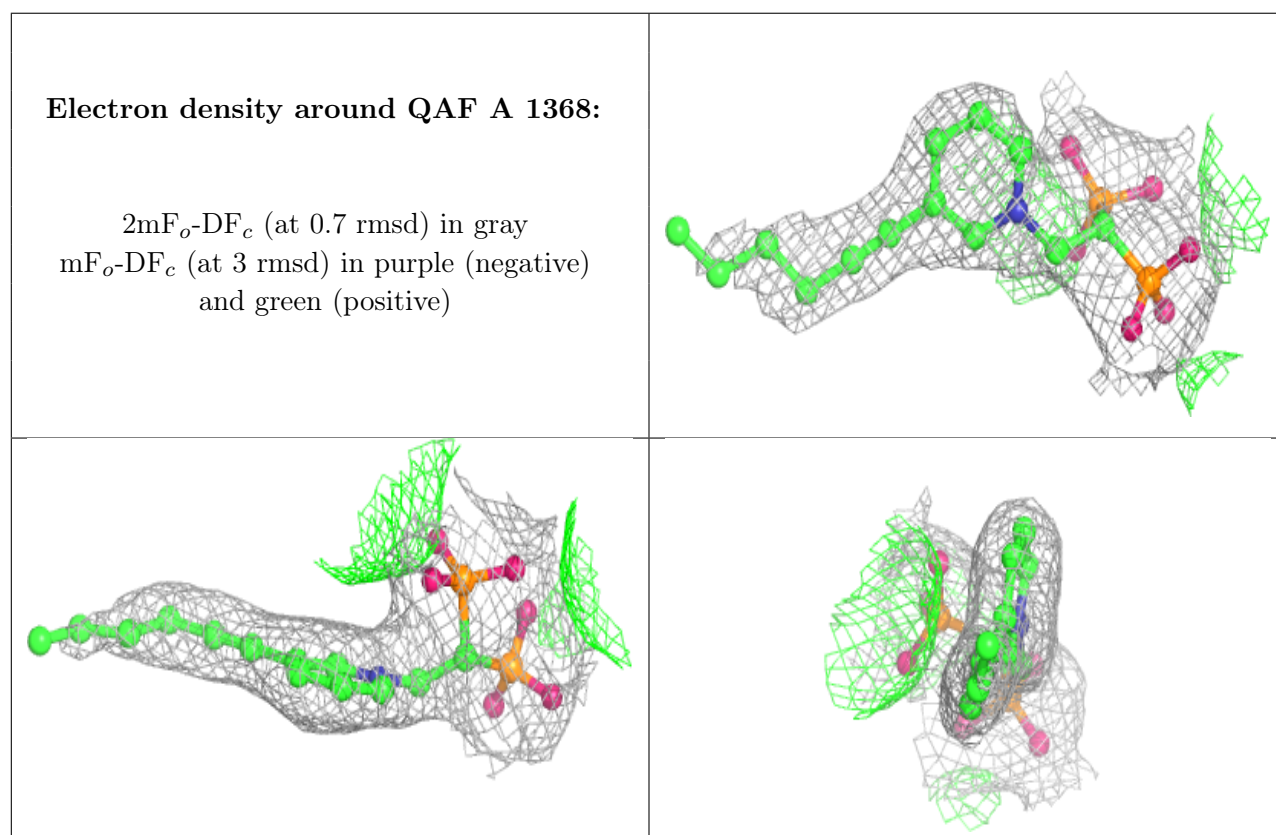 Electron density around QAF A 1368:
2mFo-DFc (at 0.7 rmsd) in gray
mFo-DFc (at 3 rmsd) in purple (negative)
and green (positive)